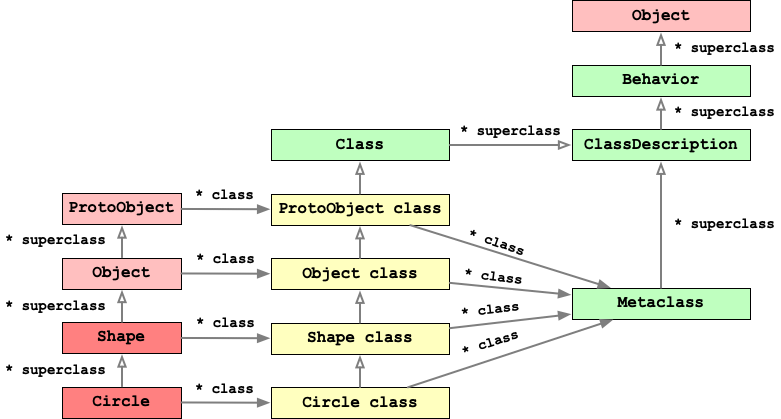 Object
* superclass
Behavior
* superclass
Class
* superclass
ClassDescription
ProtoObject
* class
ProtoObject class
* superclass
* class
* superclass
Object
* class
Object class
* class
* superclass
Shape
* class
Shape class
* class
Metaclass
* superclass
Circle
* class
Circle class
* class